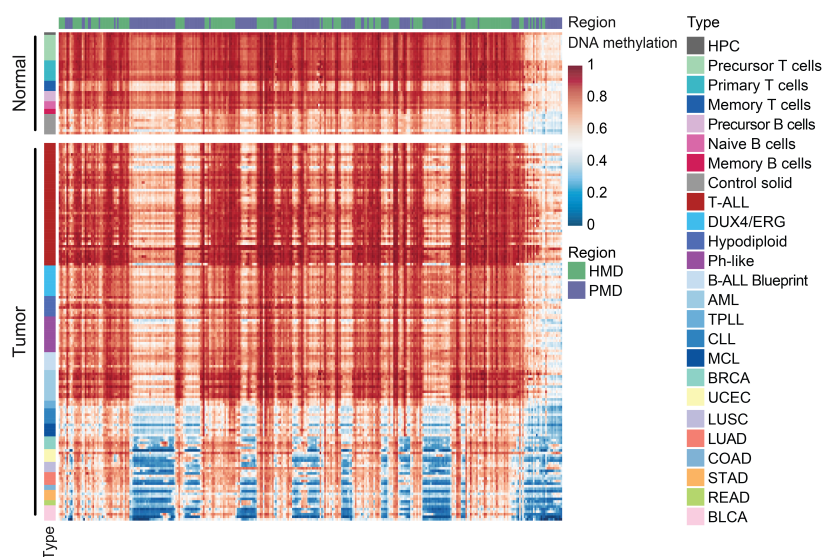 Region
DNA methylation
1
0.8
0.6
0.4
0.2
0
Region
HMD
PMD
Type
HPC
Precursor T cells
Primary T cells
Memory T cells
Precursor B cells
Naive B cells
Memory B cells
Control solid
T-ALL
DUX4/ERG
Hypodiploid
Ph-like
B-ALL Blueprint
AML
TPLL
CLL
MCL
BRCA
UCEC
LUSC
LUAD
COAD
STAD
READ
BLCA
Normal
Tumor
Type